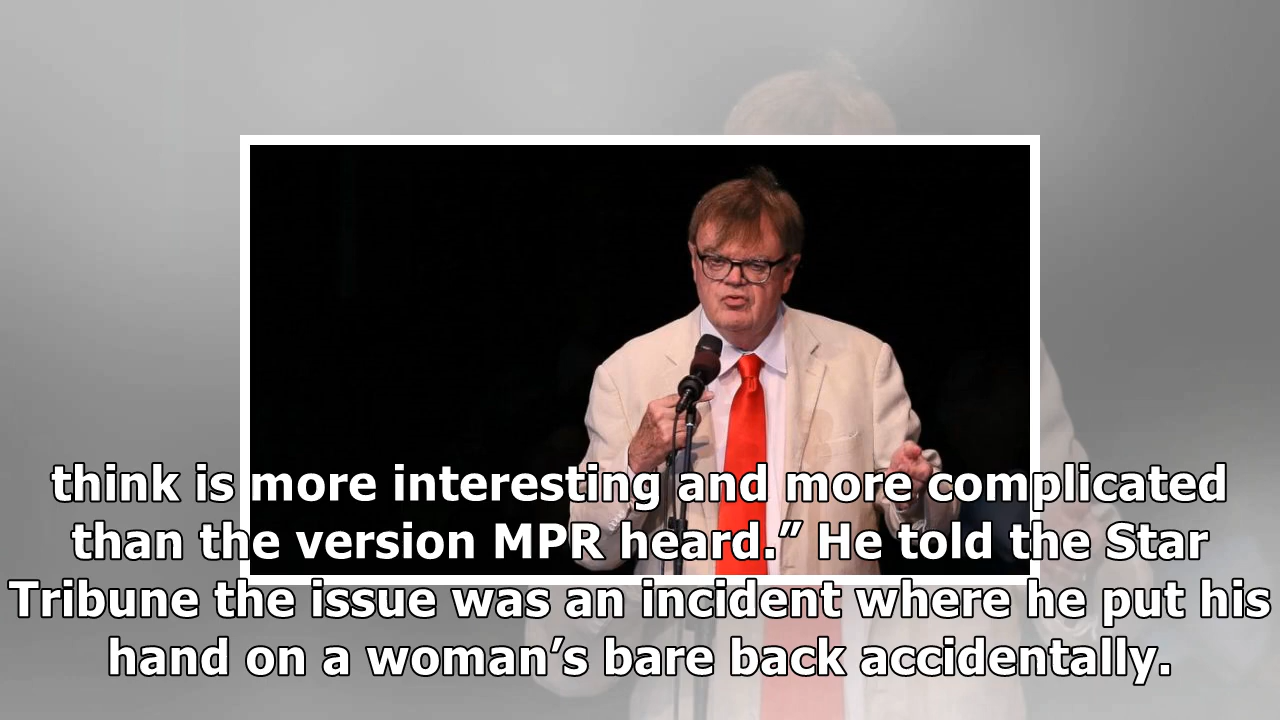 think is more interesting and more complicated
than the version MPR heard.” He told the Star
Tribune the issue was an incident where he put his
hand on a woman’s bare back accidentally.